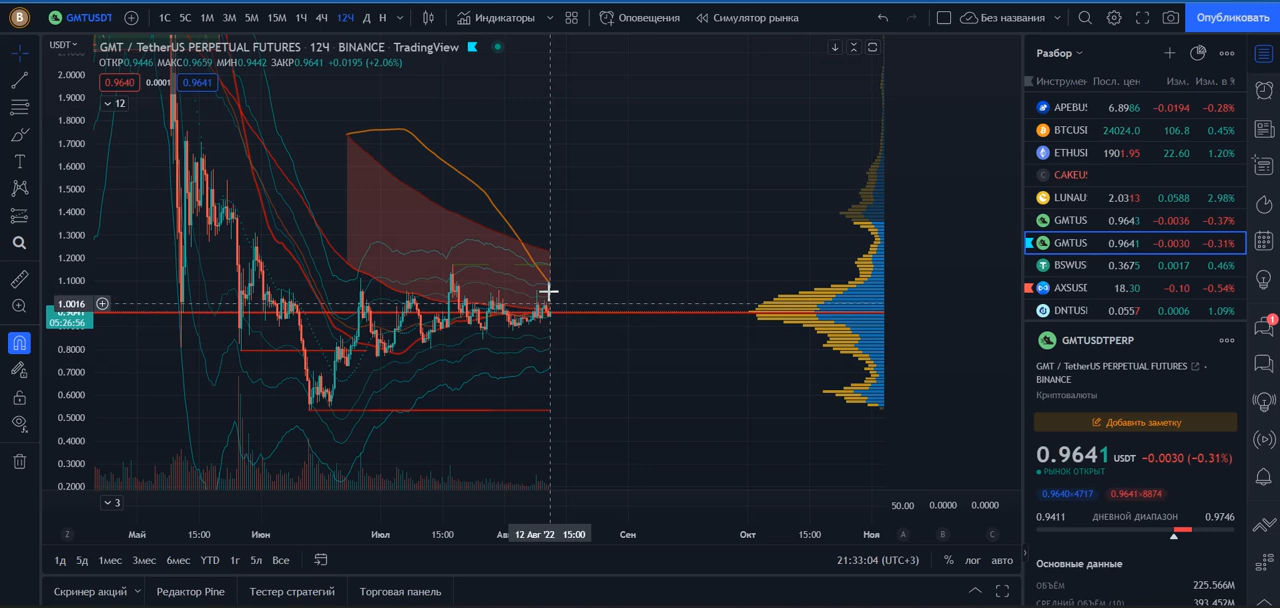 B GMTUSDT 1С 5С 1М 3М 5М 15М 1Ч 4Ч 12Ч Д Н Индикаторы Оповещения Симулятор рынка Без названия Опубликовать
USDT
GMT / TetherUS PERPETUAL FUTURES · 12Ч · BINANCE · TradingView
ОТКР0.9446 МАКС0.9659 МИН0.9442 ЗАКР0.9641 +0.0195 (+2.06%)
0.9640 0.0001 0.9641
12
2.0000
1.9000
1.8000
1.7000
1.6000
1.5000
1.4000
1.3000
1.2000
1.1000
1.0016
05:26:56
0.8000
0.7000
0.6000
0.5000
0.4000
0.3000
0.2000
3
50.00 0.0000 0.0000
Z Май 15:00 Июн Июл 15:00 12 Авг '22 15:00 Сен Окт 15:00 Ноя A B C
1д 5д 1мес 3мес 6мес YTD 1г 5л Все 21:33:04 (UTC+3) % лог авто
Скринер акций Редактор Pine Тестер стратегий Торговая панель
Разбор
Инструмен Посл. цен Изм. Изм. в %
APEBU 6.8986 −0.0194 −0.28%
BTCUSI 24024.0 106.8 0.45%
ETHUSI 1901.95 22.60 1.20%
C CAKEU
LUNAU 2.0313 0.0588 2.98%
GMTUS 0.9643 −0.0036 −0.37%
GMTUS 0.9641 −0.0030 −0.31%
BSWUS 0.3675 0.0017 0.46%
AXSUSI 18.30 −0.10 −0.54%
DNTUSI 0.0557 0.0006 1.09%
1
GMTUSDTPERP
GMT / TetherUS PERPETUAL FUTURES ·
BINANCE
Криптовалюты
Добавить заметку
0.9641 USDT −0.0030 (−0.31%)
РЫНОК ОТКРЫТ
0.9640×4717 0.9641×8874
0.9411 ДНЕВНОЙ ДИАПАЗОН 0.9746
Основные данные
ОБЪЁМ 225.566M
СРЕДНИЙ ОБЪЁМ (10) 393.452M